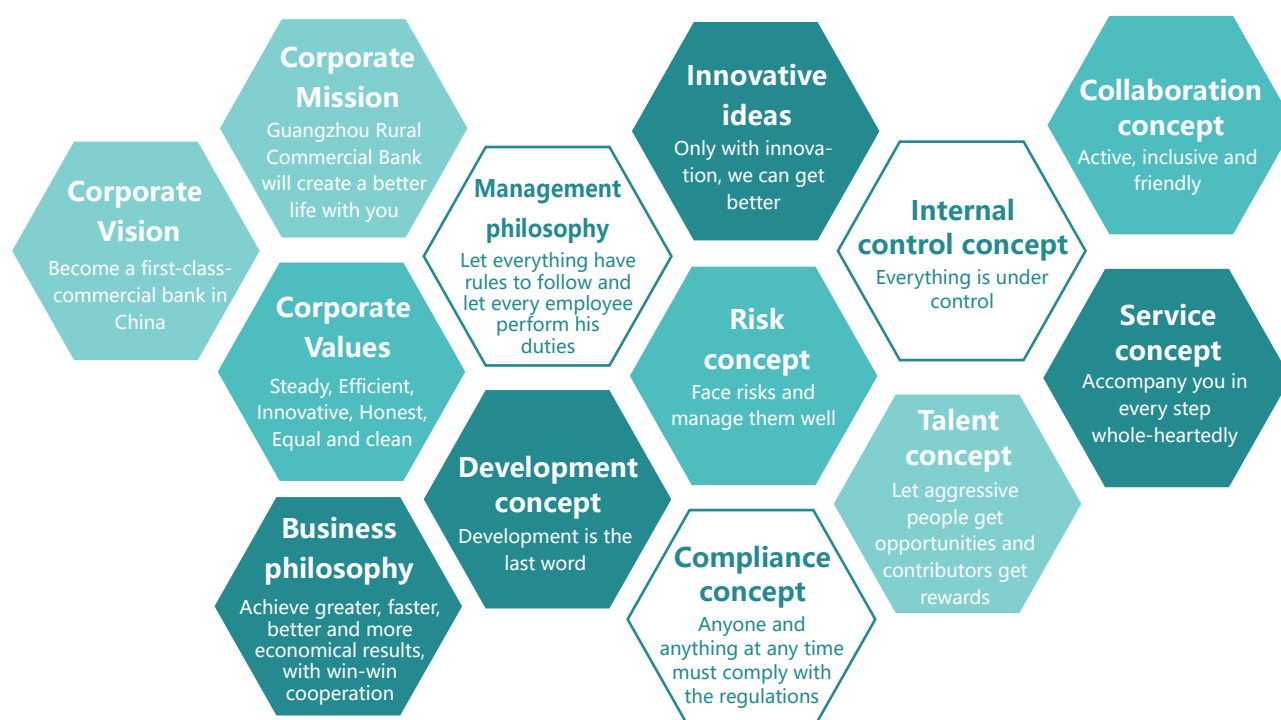 Corporate
Mission
Guangzhou Rural
Commercial Bank
will create a better
life with you
Corporate
Vision
Become a first-class-
commercial bank in
China
Corporate
Values
Steady, Efficient,
Innovative, Honest,
Equal and clean
Business
philosophy
Achieve greater, faster,
better and more
economical results,
with win-win
cooperation
Management
philosophy
Let everything have
rules to follow and
let every employee
perform his
duties
Development
concept
Development is the
last word
Innovative
ideas
Only with innova-
tion, we can get
better
Risk
concept
Face risks and
manage them well
Compliance
concept
Anyone and
anything at any time
must comply with
the regulations
Internal
control concept
Everything is under
control
Talent
concept
Let aggressive
people get
opportunities and
contributors get
rewards
Collaboration
concept
Active, inclusive and
friendly
Service
concept
Accompany you in
every step
whole-heartedly